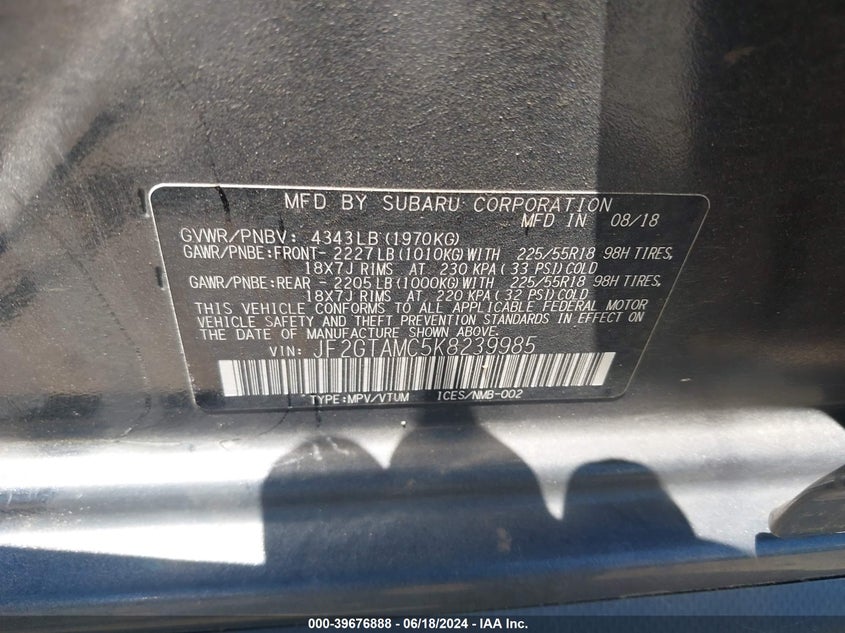 MFD BY SUBARU CORPORATION
MFD IN 08/18
GVWR/PNBV: 4343LB(1970KG)
GAWR/PNBE:FRONT- 2227LB(1010KG)WITH 225/55R18 98H TIRES,
18X7J RIMS AT 230 KPA(33 PSI)COLD
GAWR/PNBE:REAR - 2205LB(1000KG)WITH 225/55R18 98H TIRES,
18X7J RIMS AT 220 KPA(32 PSI)COLD
THIS VEHICLE CONFORMS TO ALL APPLICABLE FEDERAL MOTOR
VEHICLE SAFETY AND THEFT PREVENTION STANDARDS IN EFFECT ON
THE DATE OF MANUFACTURE SHOWN ABOVE.
VIN: JF2GTAMC5K8239985
TYPE:MPV/VTUM 1CES/NMB-002
000-39676888 - 06/18/2024 - IAA Inc.